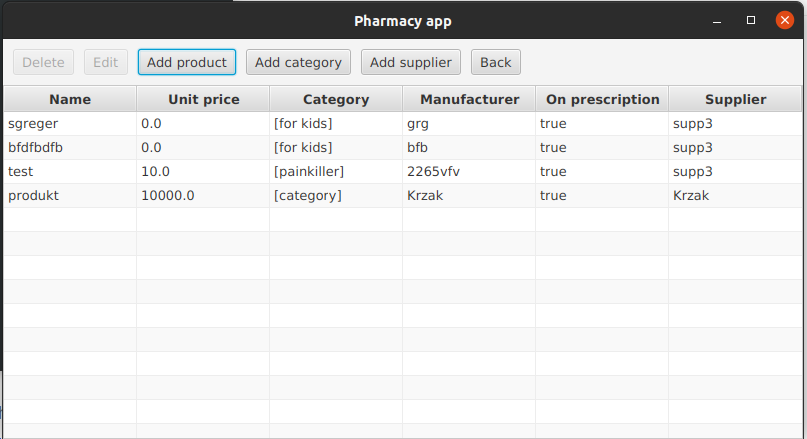 Pharmacy app
Delete Edit Add product Add category Add supplier Back
Name Unit price Category Manufacturer On prescription Supplier
sgreger 0.0 [for kids] grg true supp3
bfdfbdfb 0.0 [for kids] bfb true supp3
test 10.0 [painkiller] 2265vfv true supp3
produkt 10000.0 [category] Krzak true Krzak